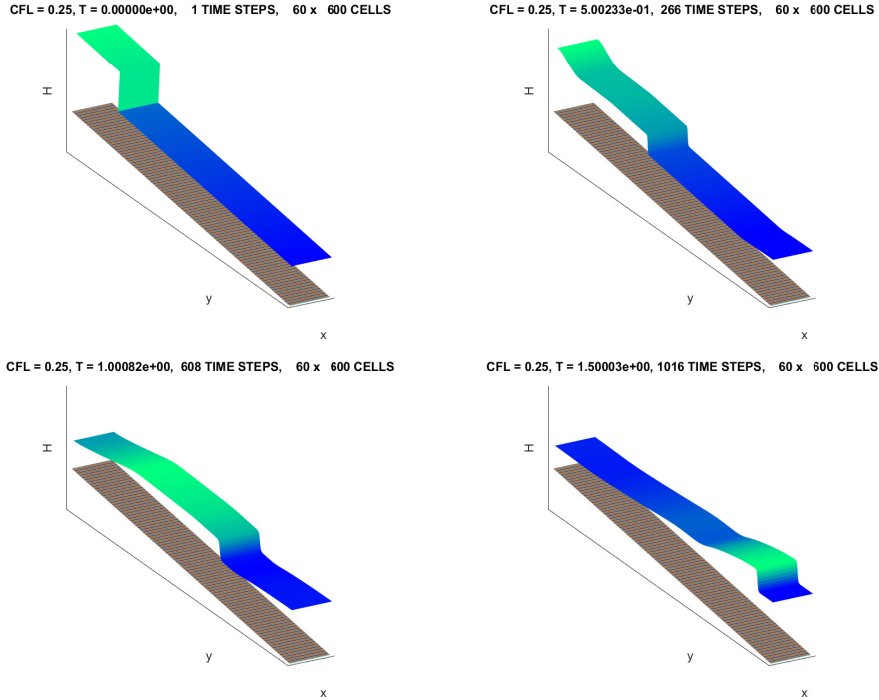 CFL = 0.25, T = 0.00000e+00, 1 TIME STEPS, 60 x 600 CELLS
H
y
x
CFL = 0.25, T = 5.00233e-01, 266 TIME STEPS, 60 x 600 CELLS
H
y
x
CFL = 0.25, T = 1.00082e+00, 608 TIME STEPS, 60 x 600 CELLS
H
y
x
CFL = 0.25, T = 1.50003e+00, 1016 TIME STEPS, 60 x 600 CELLS
H
y
x